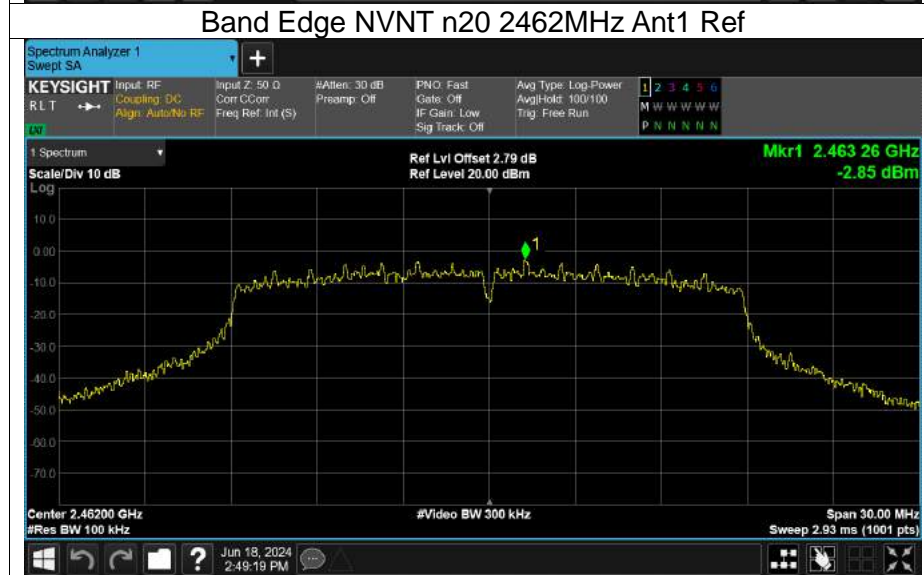 Band Edge NVNT n20 2462MHz Ant1 Ref
Spectrum Analyzer 1
Swept SA
+
KEYSIGHT
RLT
LXI
Input: RF
Coupling: DC
Align: Auto/No RF
Input Z: 50 Ω
Corr CCorr
Freq Ref: Int (S)
#Atten: 30 dB
Preamp: Off
PNO: Fast
Gate: Off
IF Gain: Low
Sig Track: Off
Avg Type: Log-Power
Avg|Hold: 100/100
Trig: Free Run
1 2 3 4 5 6
M W W W W W
P N N N N N
1 Spectrum
Scale/Div 10 dB
Ref Lvl Offset 2.79 dB
Ref Level 20.00 dBm
Mkr1 2.463 26 GHz
-2.85 dBm
Log
10.0
0.00
-10.0
-20.0
-30.0
-40.0
-50.0
-60.0
-70.0
1
Center 2.46200 GHz
#Res BW 100 kHz
#Video BW 300 kHz
Span 30.00 MHz
Sweep 2.93 ms (1001 pts)
?
Jun 18, 2024
2:49:19 PM